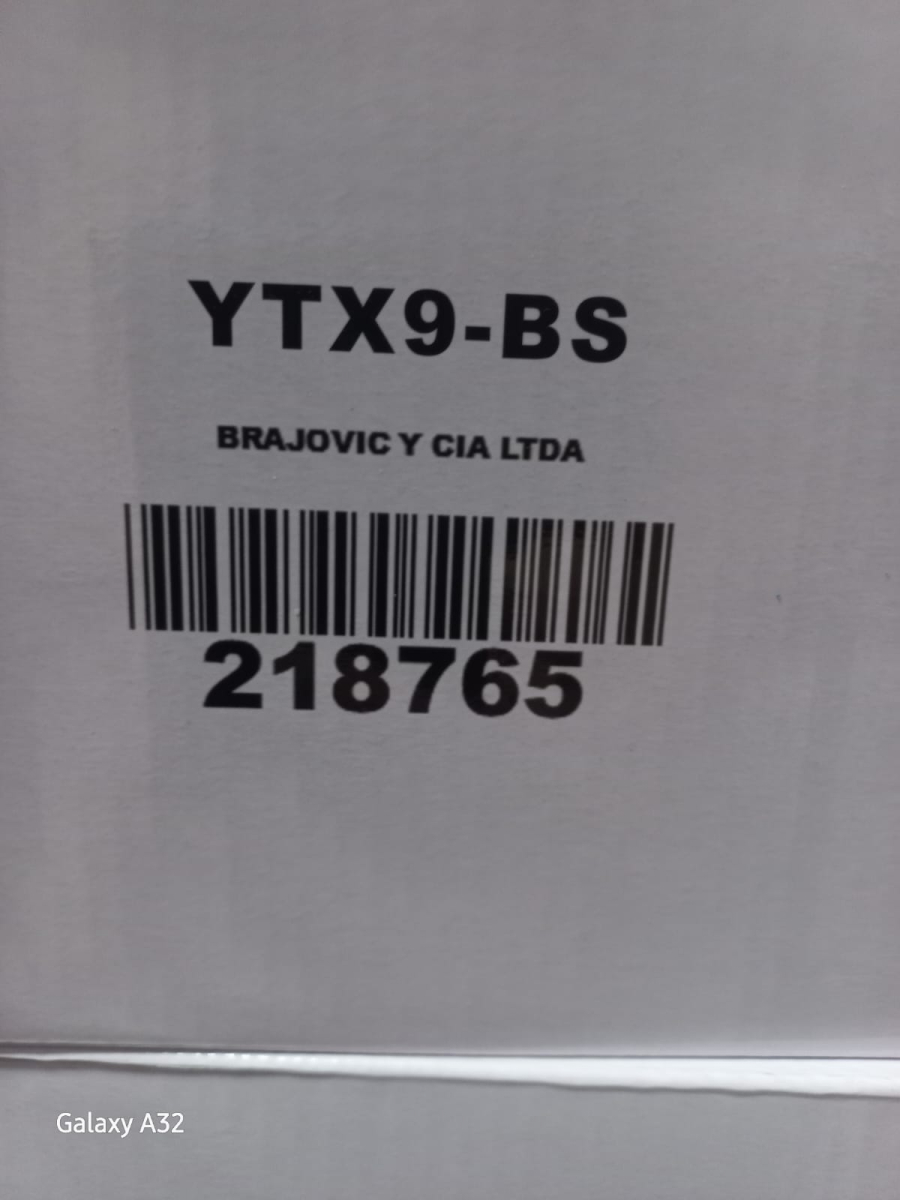 YTX9-BS
BRAJOVIC Y CIA LTDA
218765
Galaxy A32